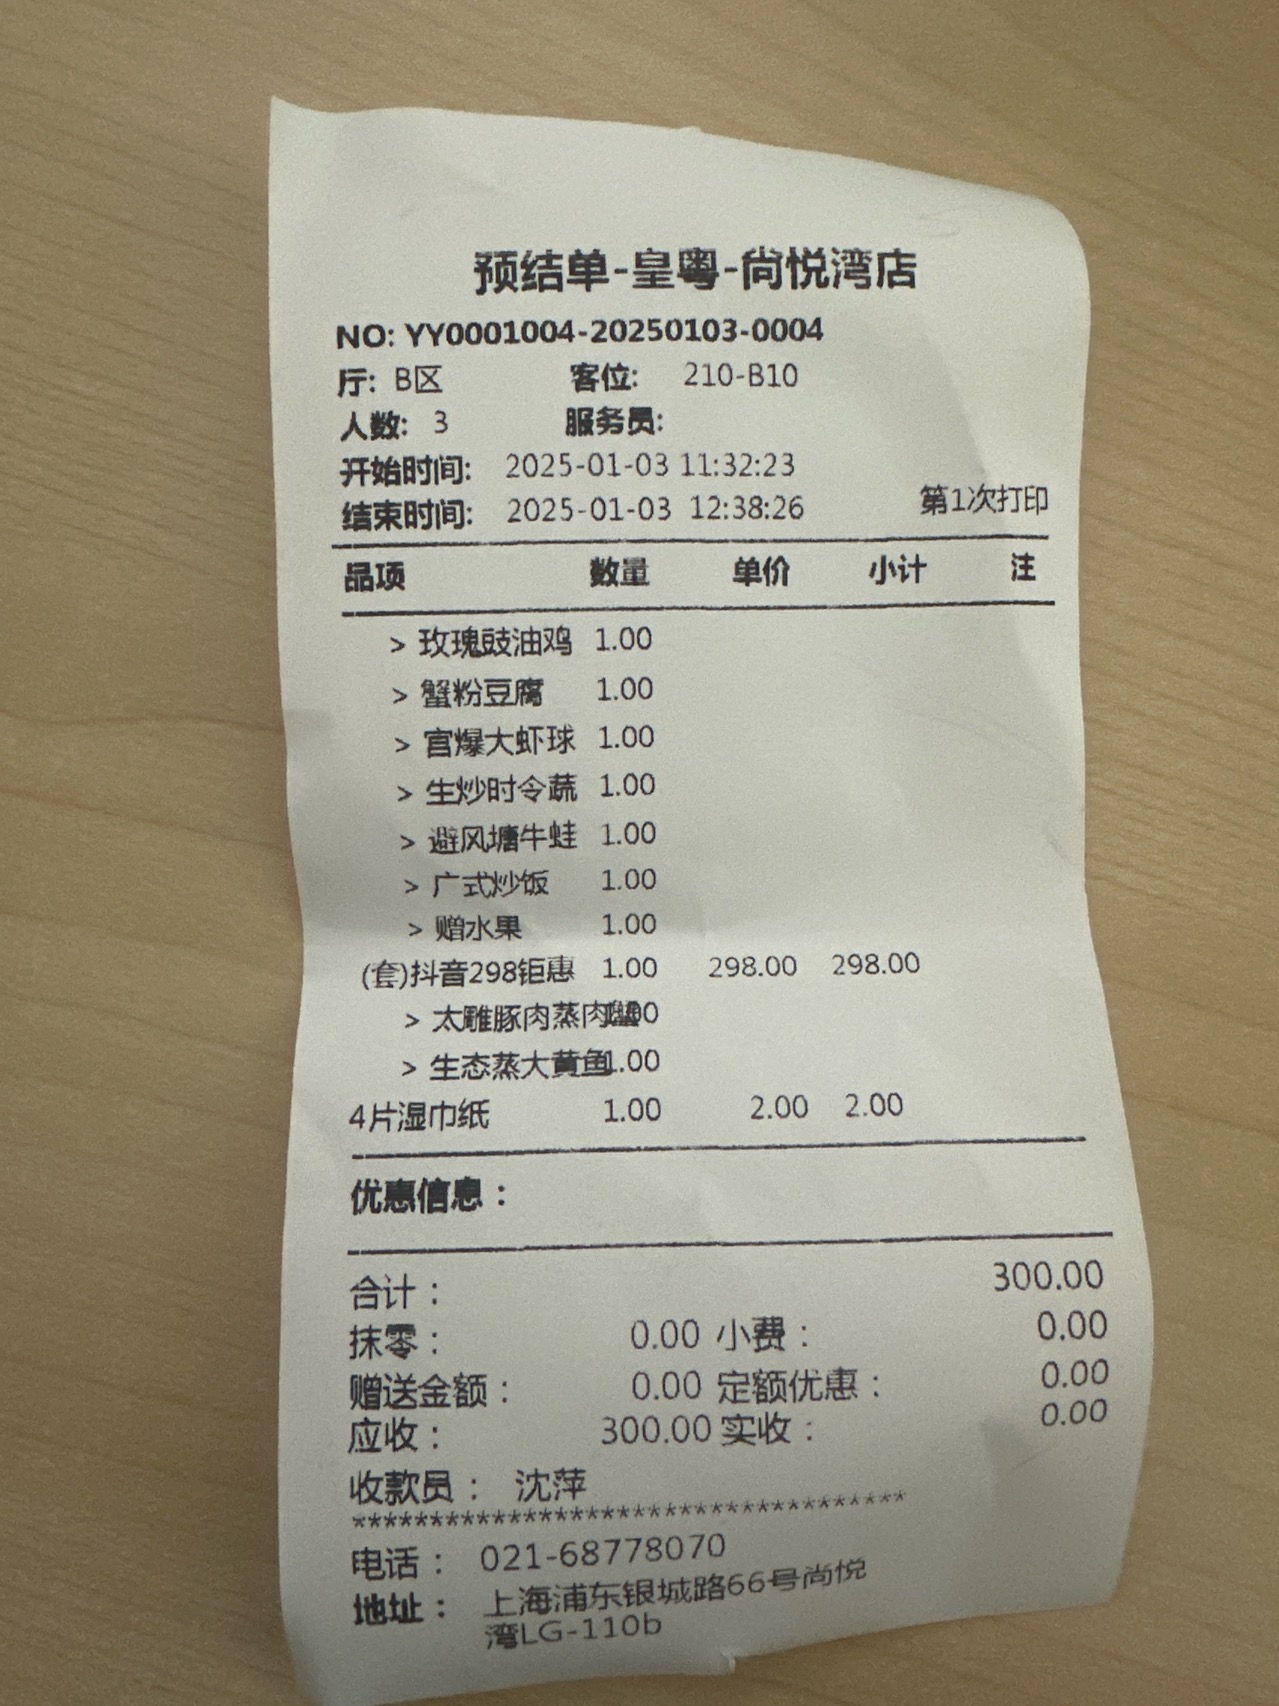 预结单-皇粤-尚悦湾店
NO: YY0001004-20250103-0004
厅: B区 客位: 210-B10
人数: 3 服务员:
开始时间: 2025-01-03 11:32:23
结束时间: 2025-01-03 12:38:26 第1次打印
品项 数量 单价 小计 注
> 玫瑰豉油鸡 1.00
> 蟹粉豆腐 1.00
> 宫爆大虾球 1.00
> 生炒时令蔬 1.00
> 避风塘牛蛙 1.00
> 广式炒饭 1.00
> 赠水果 1.00
(套)抖音298钜惠 1.00 298.00 298.00
> 太雕豚肉蒸肉蟹 1.00
> 生态蒸大黄鱼 1.00
4片湿巾纸 1.00 2.00 2.00
优惠信息：
合计： 300.00
抹零： 0.00 小费： 0.00
赠送金额： 0.00 定额优惠： 0.00
应收： 300.00 实收： 0.00
收款员： 沈萍
************************************
电话： 021-68778070
地址： 上海浦东银城路66号尚悦
湾LG-110b